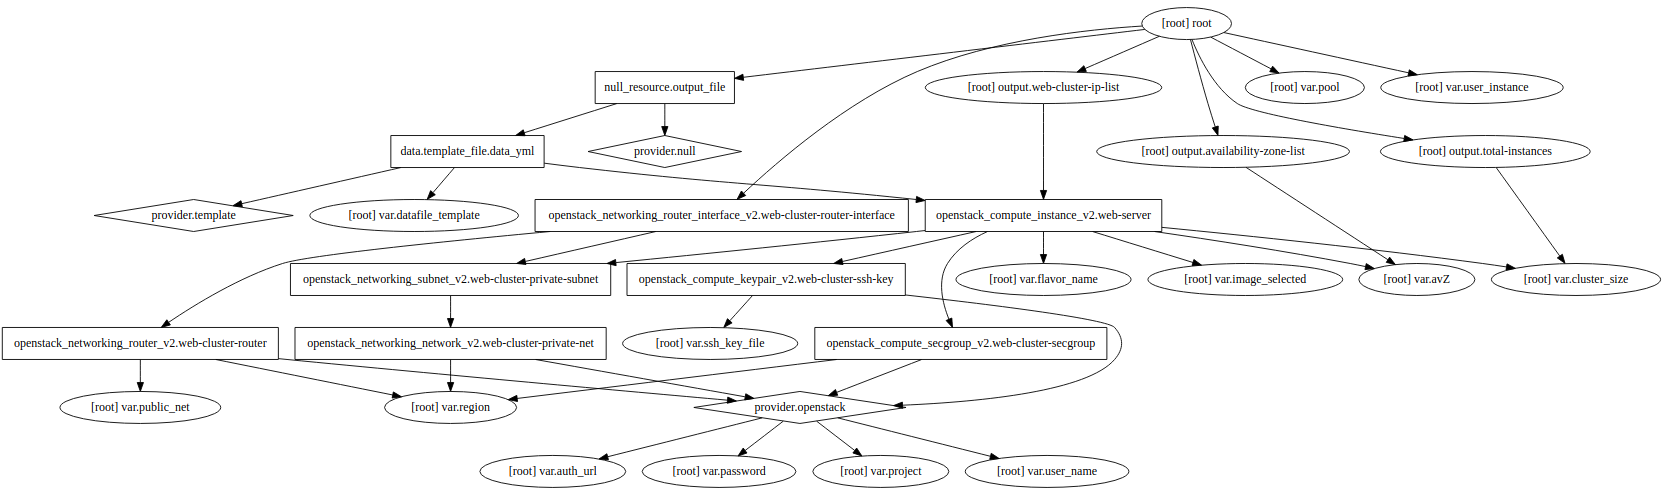 [root] root
null_resource.output_file
[root] output.web-cluster-ip-list
[root] var.pool
[root] var.user_instance
data.template_file.data_yml
provider.null
[root] output.availability-zone-list
[root] output.total-instances
provider.template
[root] var.datafile_template
openstack_networking_router_interface_v2.web-cluster-router-interface
openstack_compute_instance_v2.web-server
openstack_networking_subnet_v2.web-cluster-private-subnet
openstack_compute_keypair_v2.web-cluster-ssh-key
[root] var.flavor_name
[root] var.image_selected
[root] var.avZ
[root] var.cluster_size
openstack_networking_router_v2.web-cluster-router
openstack_networking_network_v2.web-cluster-private-net
[root] var.ssh_key_file
openstack_compute_secgroup_v2.web-cluster-secgroup
[root] var.public_net
[root] var.region
provider.openstack
[root] var.auth_url
[root] var.password
[root] var.project
[root] var.user_name